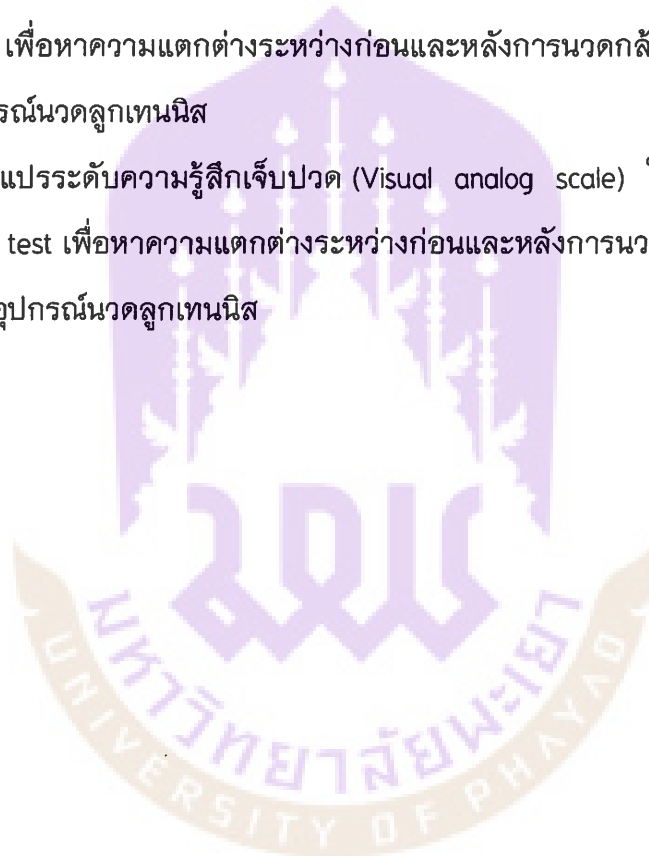 เพื่อหาความแตกต่างระหว่างก่อนและหลังการนวดกล้
รณ์นวดลูกเทนนิส
แปรระดับความรู้สึกเจ็บปวด (Visual analog scale)
test เพื่อหาความแตกต่างระหว่างก่อนและหลังการนว
อุปกรณ์นวดลูกเทนนิส
มหาวิทยาลัยพะเยา
UNIVERSITY OF PHAYAO